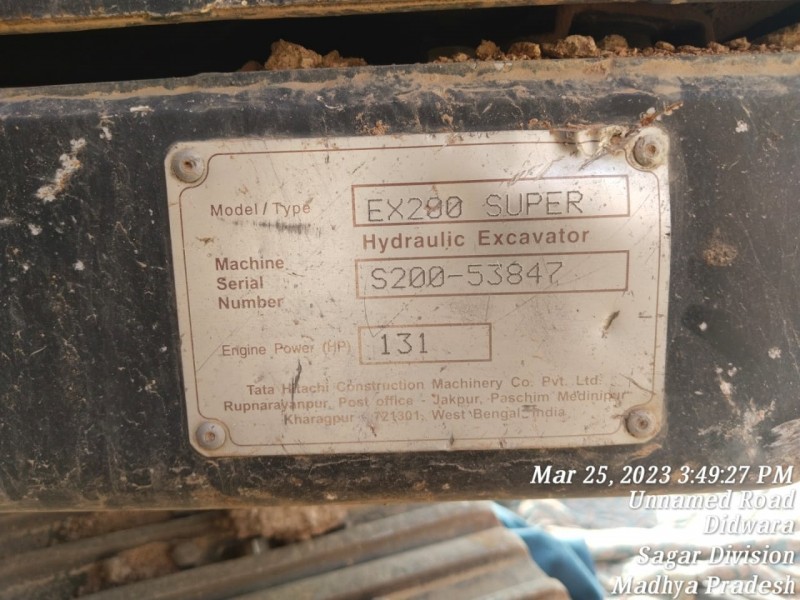 Model / Type EX200 SUPER
Hydraulic Excavator
Machine
Serial
Number
S200-53847
Engine Power (HP) 131
Tata Hitachi Construction Machinery Co. Pvt. Ltd.
Rupnarayanpur, Post office - Jakpur, Paschim Medinipur
Kharagpur - 721301, West Bengal, India
Mar 25, 2023 3:49:27 PM
Unnamed Road
Didwara
Sagar Division
Madhya Pradesh